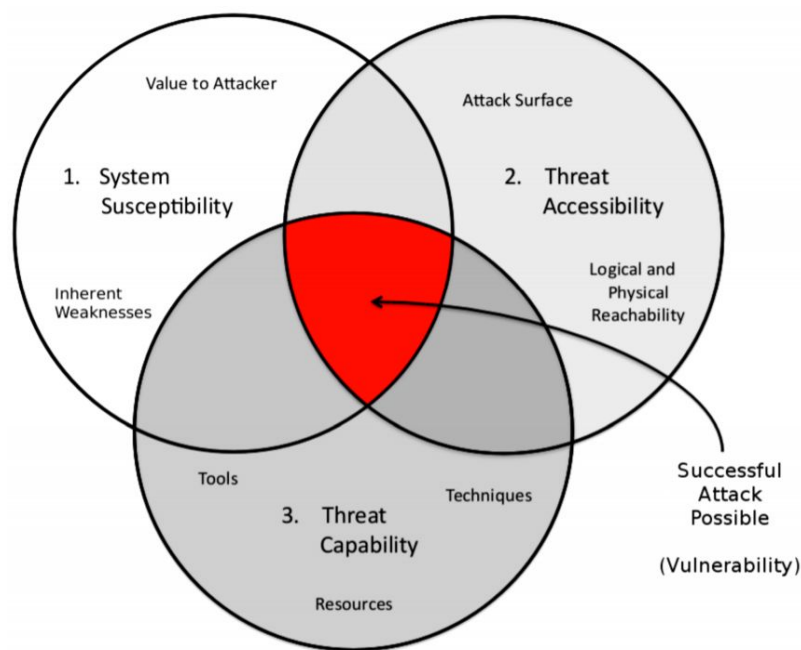 Value to Attacker
1. System
Susceptibility
Inherent
Weaknesses
Attack Surface
2. Threat
Accessibility
Logical and
Physical
Reachability
Tools
Techniques
3. Threat
Capability
Resources
Successful
Attack
Possible
(Vulnerability)